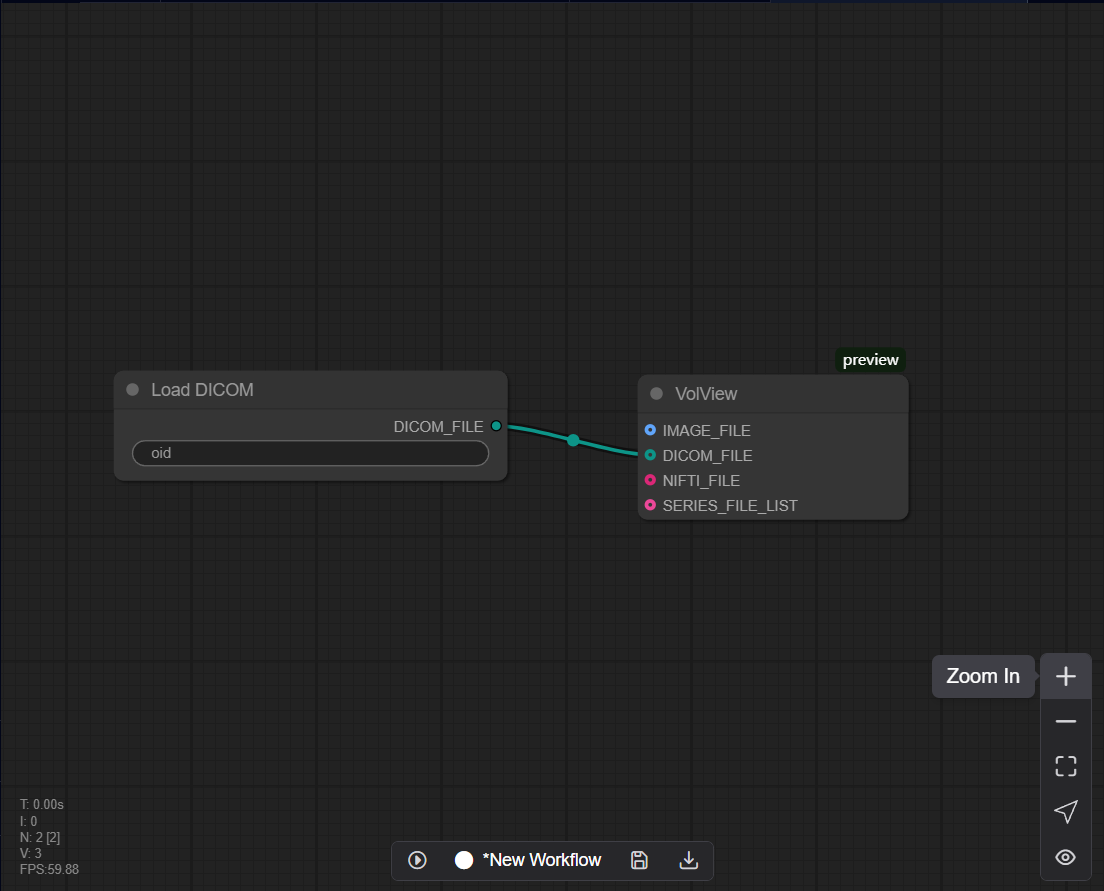 preview
Load DICOM
VolView
DICOM_FILE
IMAGE_FILE
oid
DICOM_FILE
NIFTI_FILE
SERIES_FILE_LIST
Zoom In
T: 0.00s
I: 0
N: 2 [2]
V: 3
FPS:59.88
*New Workflow